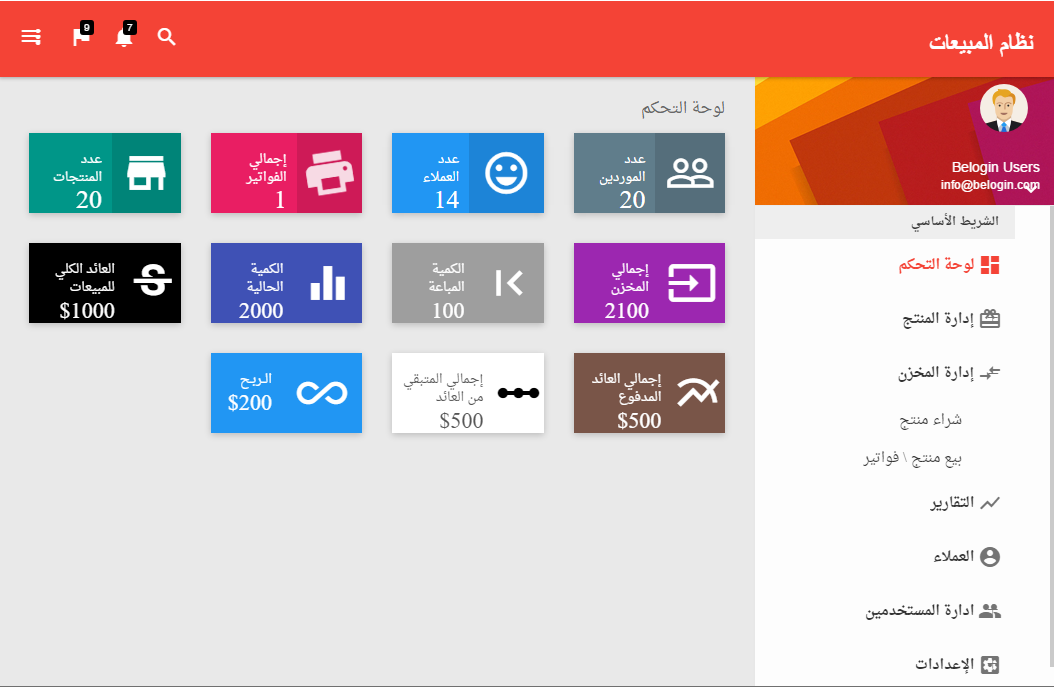 نظام المبيعات
7
9
Belogin Users
info@belogin.com
الشريط الأساسي
لوحة التحكم
إدارة المنتج
إدارة المخزن
شراء منتج
بيع منتج \ فواتير
التقارير
العملاء
ادارة المستخدمين
الإعدادات
لوحة التحكم
عدد
الموردين
20
عدد
العملاء
14
إجمالي
الفواتير
1
عدد
المنتجات
20
إجمالي
المخزن
2100
الكمية
المباعة
100
الكمية
الحالية
2000
العائد الكلي
للمبيعات
$1000
إجمالي العائد
المدفوع
$500
إجمالي المتبقي
من العائد
$500
الربح
$200